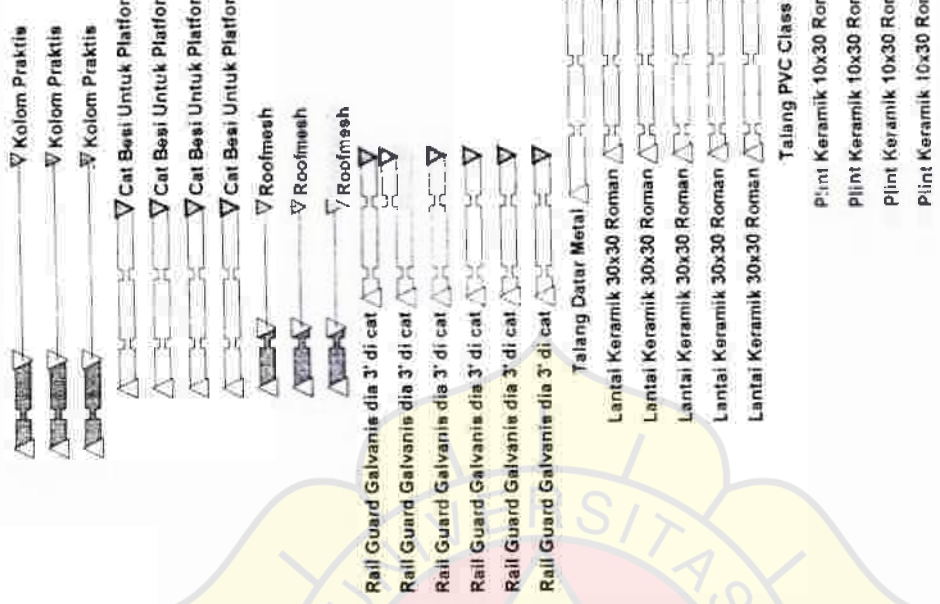 Kolom Praktis
Kolom Praktis
Kolom Praktis
Cat Besi Untuk Platfor
Cat Besi Untuk Platfor
Cat Besi Untuk Platfor
Cat Besi Untuk Platfor
Roofmesh
Roofmesh
Roofmesh
Rail Guard Galvanis dia 3' di cat
Rail Guard Galvanis dia 3' di cat
Rail Guard Galvanis dia 3' di cat
Rail Guard Galvanis dia 3' di cat
Rail Guard Galvanis dia 3' di cat
Rail Guard Galvanis dia 3' di cat
Talang Datar Metal
Lantai Keramik 30x30 Roman
Lantai Keramik 30x30 Roman
Lantai Keramik 30x30 Roman
Lantai Keramik 30x30 Roman
Lantai Keramik 30x30 Roman
Talang PVC Class
Plint Keramik 10x30 Ror
Plint Keramik 10x30 Ror
Plint Keramik 10x30 Ror
Plint Keramik 10x30 Ror
UNIVERSITAS